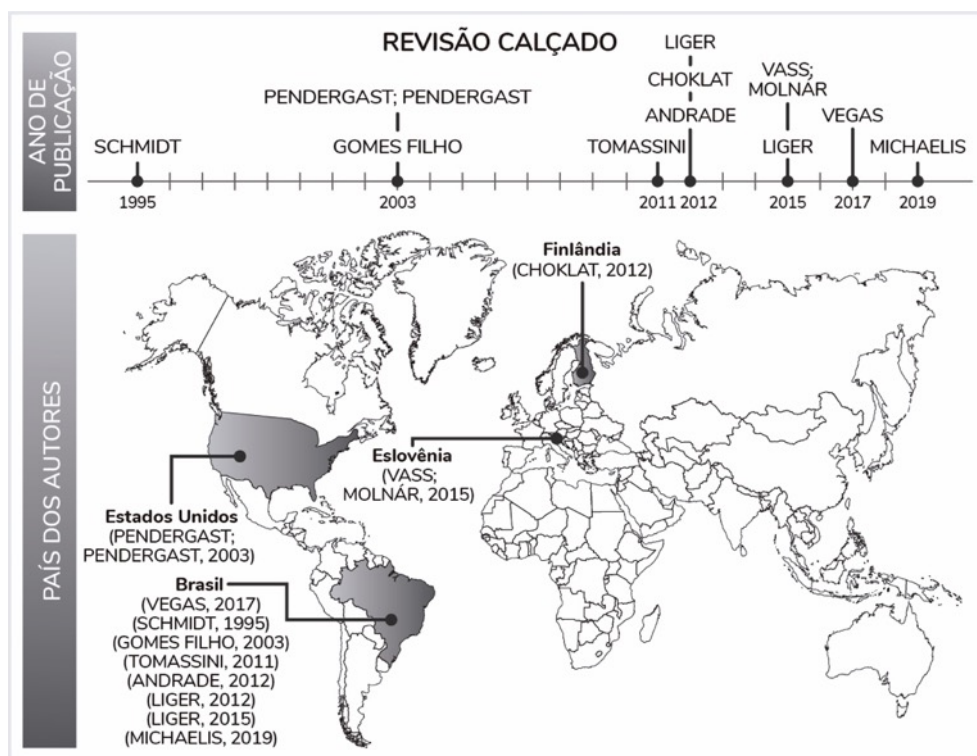 REVISÃO CALÇADO
ANO DE
PUBLICAÇÃO
LIGER
CHOKLAT
VASS;
MOLNÁR
PENDERGAST; PENDERGAST
ANDRADE
VEGAS
SCHMIDT
GOMES FILHO
TOMASSINI
LIGER
MICHAELIS
1995
2003
2011
2012
2015
2017
2019
PAÍS DOS AUTORES
Finlândia
(CHOKLAT, 2012)
Eslovênia
(VASS;
MOLNÁR, 2015)
Estados Unidos
(PENDERGAST;
PENDERGAST, 2003)
Brasil
(VEGAS, 2017)
(SCHMIDT, 1995)
(GOMES FILHO, 2003)
(TOMASSINI, 2011)
(ANDRADE, 2012)
(LIGER, 2012)
(LIGER, 2015)
(MICHAELIS, 2019)